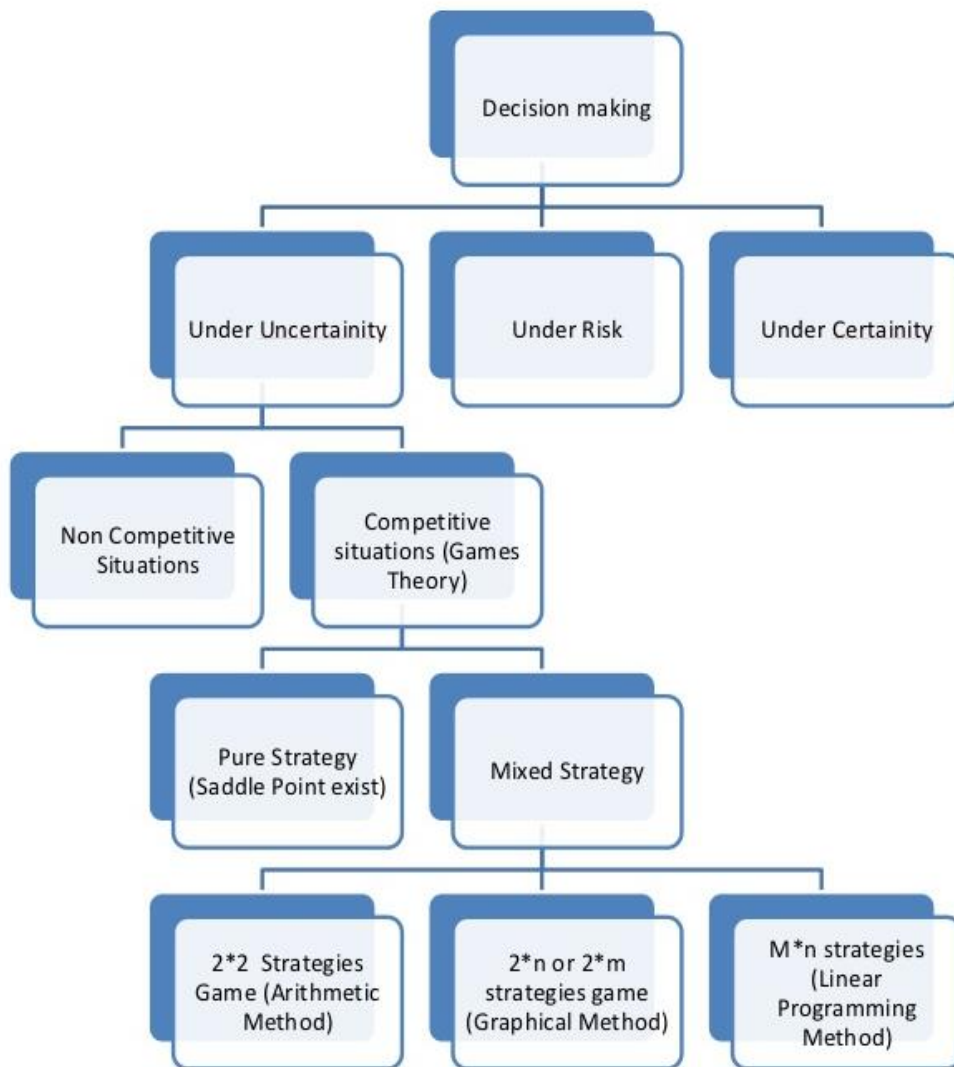 Decision making
Under Uncertainity
Under Risk
Under Certainity
Non Competitive
Situations
Competitive
situations (Games
Theory)
Pure Strategy
(Saddle Point exist)
Mixed Strategy
2*2 Strategies
Game (Arithmetic
Method)
2*n or 2*m
strategies game
(Graphical Method)
M*n strategies
(Linear
Programming
Method)